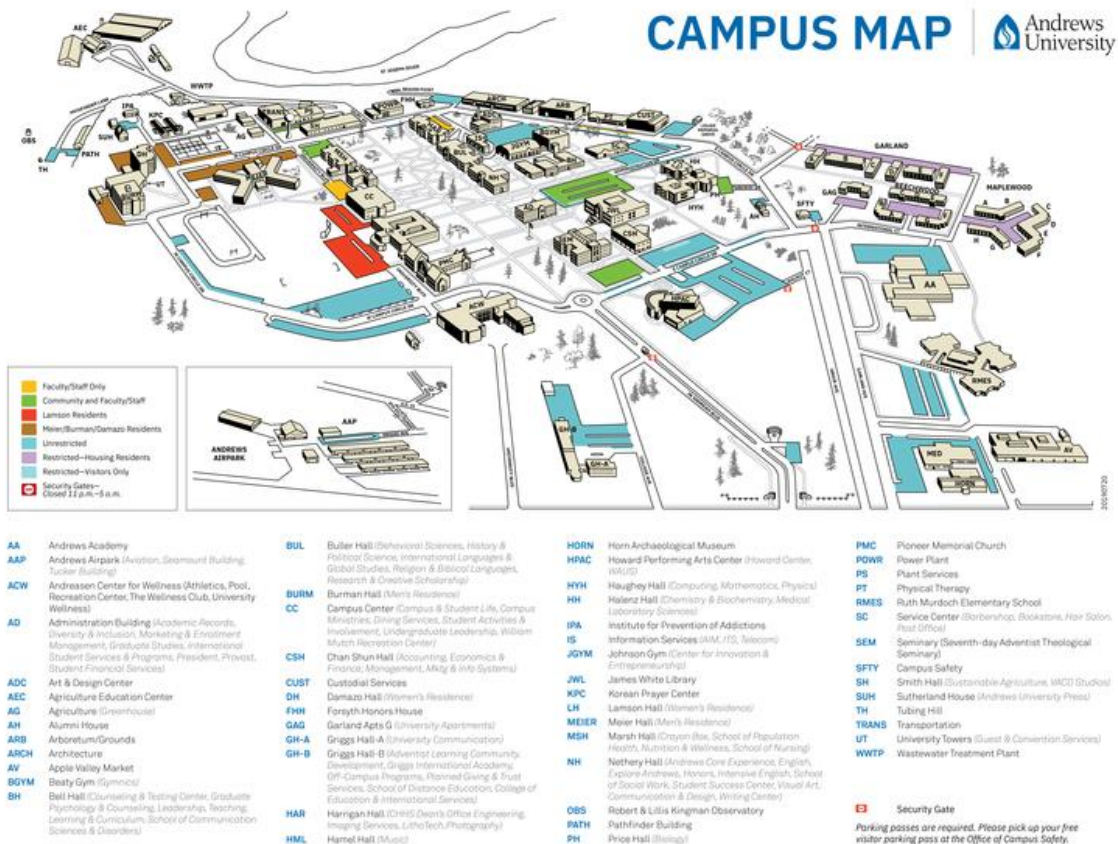 CAMPUS MAP
Andrews
University
AEC
WWTP
ST JOSEPH RIVER
IPA
KPC
OBS
SUH
PATH
TH
AG
POWR
FHH
ARCH
ARB
CUST
GARLAND
MAPLEWOOD
BEECHWOOD
GAG
SFTY
HH
HYH
PH
AH
UT
CC
NH
CSH
PMC
ACW
HPAC
AA
RMES
GH-B
GH-A
MED
HORN
AV
A
B
C
D
E
F
G
H
Faculty/Staff Only
Community and Faculty/Staff
Lamson Residents
Meier/Burman/Damazo Residents
Unrestricted
Restricted—Housing Residents
Restricted—Visitors Only
Security Gates—
Closed 11 p.m.–5 a.m.
AAP
ANDREWS
AIRPARK
20190720
AA Andrews Academy
AAP Andrews Airpark (Aviation, Seamount Building,
Tucker Building)
ACW Andreasen Center for Wellness (Athletics, Pool,
Recreation Center, The Wellness Club, University
Wellness)
AD Administration Building (Academic Records,
Diversity & Inclusion, Marketing & Enrollment
Management, Graduate Studies, International
Student Services & Programs, President, Provost,
Student Financial Services)
ADC Art & Design Center
AEC Agriculture Education Center
AG Agriculture (Greenhouse)
AH Alumni House
ARB Arboretum/Grounds
ARCH Architecture
AV Apple Valley Market
BGYM Beaty Gym (Gymnics)
BH Bell Hall (Counseling & Testing Center, Graduate
Psychology & Counseling, Leadership, Teaching,
Learning & Curriculum, School of Communication
Sciences & Disorders)
BUL Buller Hall (Behavioral Sciences, History &
Political Science, International Languages &
Global Studies, Religion & Biblical Languages,
Research & Creative Scholarship)
BURM Burman Hall (Men's Residence)
CC Campus Center (Campus & Student Life, Campus
Ministries, Dining Services, Student Activities &
Involvement, Undergraduate Leadership, William
Mutch Recreation Center)
CSH Chan Shun Hall (Accounting, Economics &
Finance, Management, Mktg & Info Systems)
CUST Custodial Services
DH Damazo Hall (Women's Residence)
FHH Forsyth Honors House
GAG Garland Apts G (University Apartments)
GH-A Griggs Hall-A (University Communication)
GH-B Griggs Hall-B (Adventist Learning Community,
Development, Griggs International Academy,
Off-Campus Programs, Planned Giving & Trust
Services, School of Distance Education, College of
Education & International Services)
HAR Harrigan Hall (CHHS Dean's Office Engineering,
Imaging Services, LithoTech, Photography)
HML Hamel Hall (Music)
HORN Horn Archaeological Museum
HPAC Howard Performing Arts Center (Howard Center,
WAUS)
HYH Haughey Hall (Computing, Mathematics, Physics)
HH Halenz Hall (Chemistry & Biochemistry, Medical
Laboratory Sciences)
IPA Institute for Prevention of Addictions
IS Information Services (AIM, ITS, Telecom)
JGYM Johnson Gym (Center for Innovation &
Entrepreneurship)
JWL James White Library
KPC Korean Prayer Center
LH Lamson Hall (Women's Residence)
MEIER Meier Hall (Men's Residence)
MSH Marsh Hall (Crayon Box, School of Population
Health, Nutrition & Wellness, School of Nursing)
NH Nethery Hall (Andrews Core Experience, English,
Explore Andrews, Honors, Intensive English, School
of Social Work, Student Success Center, Visual Art,
Communication & Design, Writing Center)
OBS Robert & Lillis Kingman Observatory
PATH Pathfinder Building
PH Price Hall (Biology)
PMC Pioneer Memorial Church
POWR Power Plant
PS Plant Services
PT Physical Therapy
RMES Ruth Murdoch Elementary School
SC Service Center (Barbershop, Bookstore, Hair Salon,
Post Office)
SEM Seminary (Seventh-day Adventist Theological
Seminary)
SFTY Campus Safety
SH Smith Hall (Sustainable Agriculture, VACD Studios)
SUH Sutherland House (Andrews University Press)
TH Tubing Hill
TRANS Transportation
UT University Towers (Guest & Convention Services)
WWTP Wastewater Treatment Plant
Security Gate
Parking passes are required. Please pick up your free
visitor parking pass at the Office of Campus Safety.